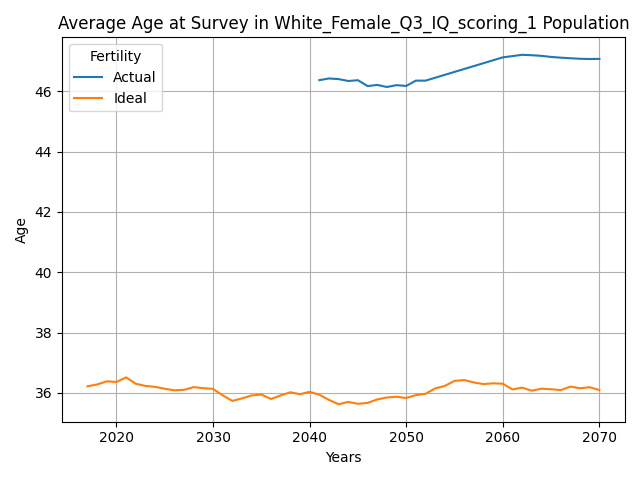 Average Age at Survey in White_Female_Q3_IQ_scoring_1 Population
Fertility
Actual
Ideal
46
44
42
40
38
36
Age
2020 2030 2040 2050 2060 2070
Years